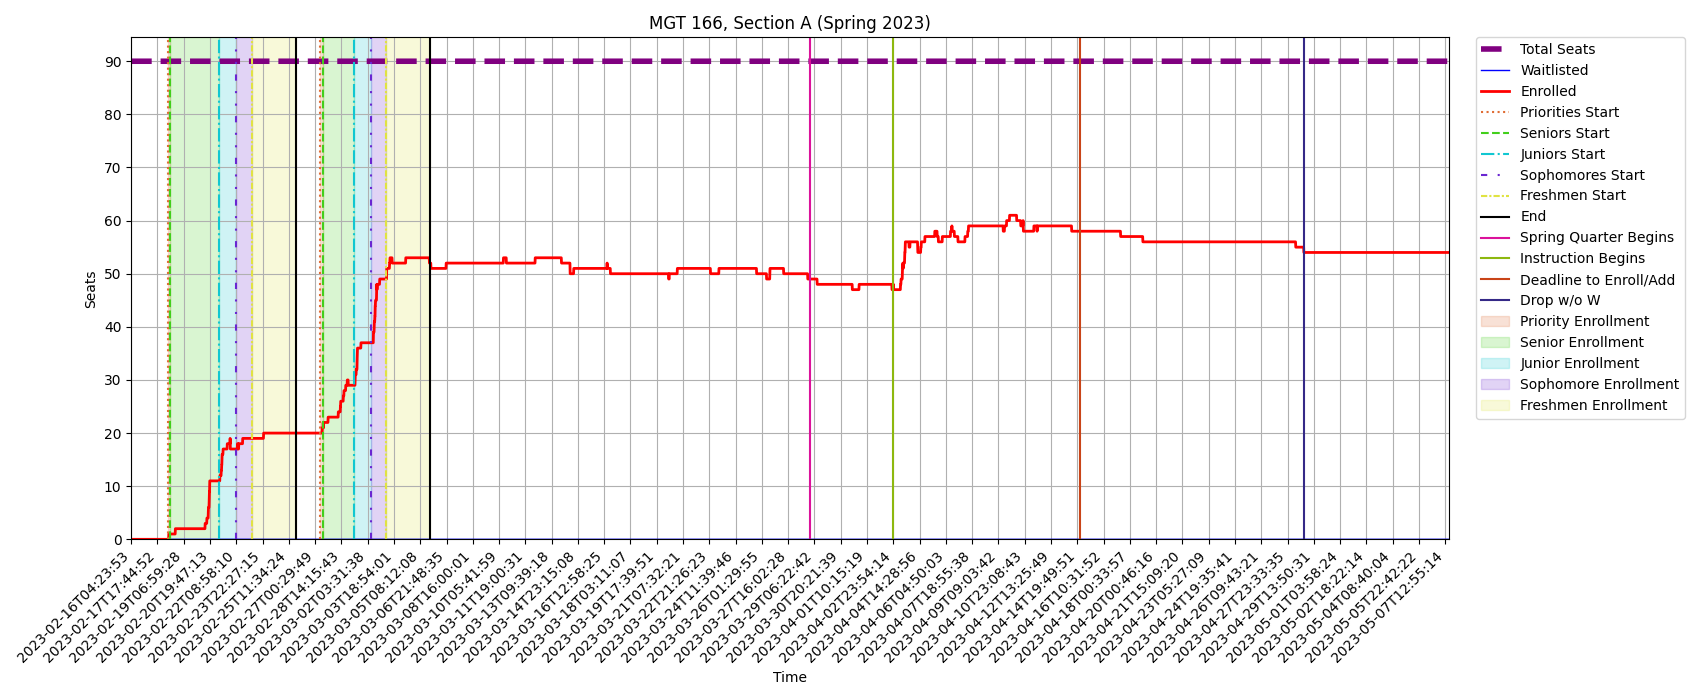 MGT 166, Section A (Spring 2023)
90
80
70
60
50
40
30
20
10
0
Seats
2023-02-16T04:23:53
2023-02-17T17:44:52
2023-02-19T06:59:28
2023-02-20T19:47:13
2023-02-22T08:58:10
2023-02-23T22:27:15
2023-02-25T11:34:24
2023-02-27T00:29:49
2023-02-28T14:15:43
2023-03-02T03:31:38
2023-03-03T18:54:01
2023-03-05T08:12:08
2023-03-06T21:48:35
2023-03-08T16:00:01
2023-03-10T05:41:59
2023-03-11T19:00:31
2023-03-13T09:39:18
2023-03-14T23:15:08
2023-03-16T12:58:25
2023-03-18T03:11:07
2023-03-19T17:39:51
2023-03-21T07:32:21
2023-03-22T21:26:23
2023-03-24T11:39:46
2023-03-26T01:29:55
2023-03-27T16:02:28
2023-03-29T06:22:42
2023-03-30T20:21:39
2023-04-01T10:15:19
2023-04-02T23:54:14
2023-04-04T14:28:56
2023-04-06T04:50:03
2023-04-07T18:55:38
2023-04-09T09:03:42
2023-04-10T23:08:43
2023-04-12T13:25:49
2023-04-14T19:49:51
2023-04-16T10:31:52
2023-04-18T00:33:57
2023-04-20T00:46:16
2023-04-21T15:09:20
2023-04-23T05:27:09
2023-04-24T19:35:41
2023-04-26T09:43:21
2023-04-27T23:33:35
2023-04-29T13:50:31
2023-05-01T03:58:24
2023-05-02T18:22:14
2023-05-04T08:40:04
2023-05-05T22:42:22
2023-05-07T12:55:14
Time
Total Seats
Waitlisted
Enrolled
Priorities Start
Seniors Start
Juniors Start
Sophomores Start
Freshmen Start
End
Spring Quarter Begins
Instruction Begins
Deadline to Enroll/Add
Drop w/o W
Priority Enrollment
Senior Enrollment
Junior Enrollment
Sophomore Enrollment
Freshmen Enrollment